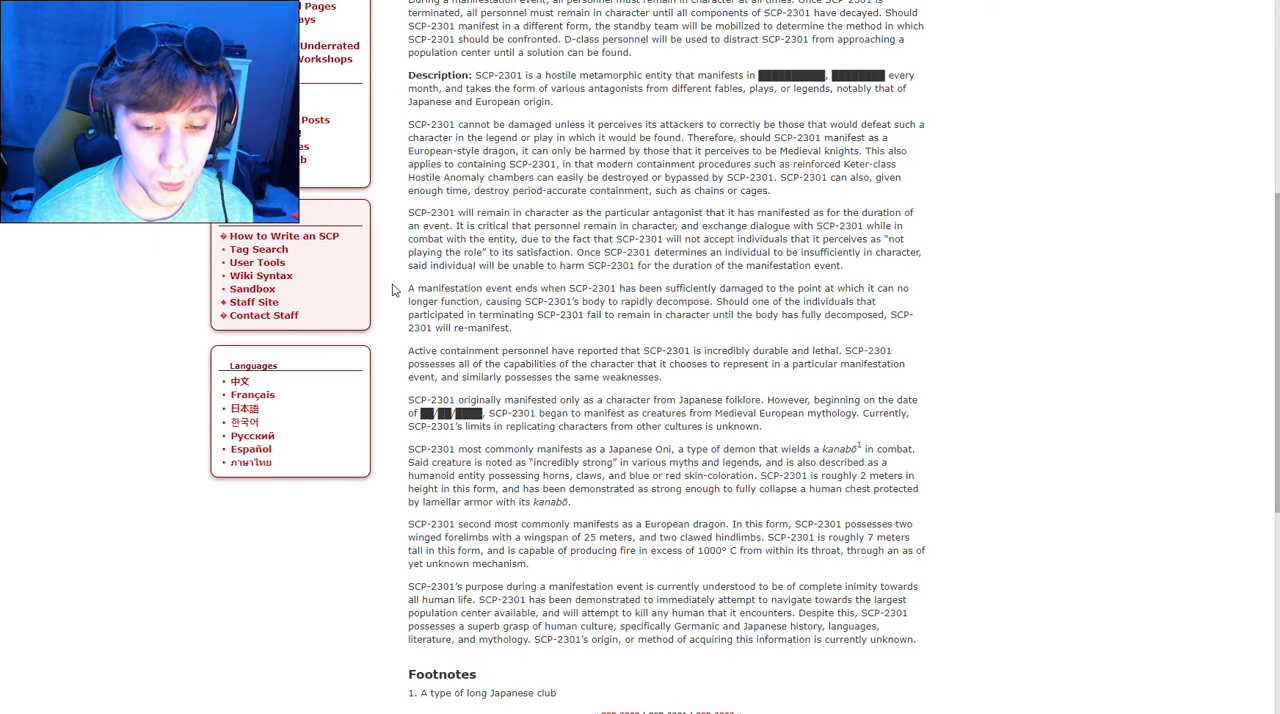 d Pages
ays
Underrated
Workshops
Posts
!
es
b
How to Write an SCP
Tag Search
User Tools
Wiki Syntax
Sandbox
Staff Site
Contact Staff
Languages
中文
Français
日本語
한국어
Русский
Español
ภาษาไทย
During a manifestation event, all personnel must remain in character at all times. Once SCP-2301 is
terminated, all personnel must remain in character until all components of SCP-2301 have decayed. Should
SCP-2301 manifest in a different form, the standby team will be mobilized to determine the method in which
SCP-2301 should be confronted. D-class personnel will be used to distract SCP-2301 from approaching a
population center until a solution can be found.
Description: SCP-2301 is a hostile metamorphic entity that manifests in ██████████, ████████ every
month, and takes the form of various antagonists from different fables, plays, or legends, notably that of
Japanese and European origin.
SCP-2301 cannot be damaged unless it perceives its attackers to correctly be those that would defeat such a
character in the legend or play in which it would be found. Therefore, should SCP-2301 manifest as a
European-style dragon, it can only be harmed by those that it perceives to be Medieval knights. This also
applies to containing SCP-2301, in that modern containment procedures such as reinforced Keter-class
Hostile Anomaly chambers can easily be destroyed or bypassed by SCP-2301. SCP-2301 can also, given
enough time, destroy period-accurate containment, such as chains or cages.
SCP-2301 will remain in character as the particular antagonist that it has manifested as for the duration of
an event. It is critical that personnel remain in character, and exchange dialogue with SCP-2301 while in
combat with the entity, due to the fact that SCP-2301 will not accept individuals that it perceives as “not
playing the role” to its satisfaction. Once SCP-2301 determines an individual to be insufficiently in character,
said individual will be unable to harm SCP-2301 for the duration of the manifestation event.
A manifestation event ends when SCP-2301 has been sufficiently damaged to the point at which it can no
longer function, causing SCP-2301’s body to rapidly decompose. Should one of the individuals that
participated in terminating SCP-2301 fail to remain in character until the body has fully decomposed, SCP-
2301 will re-manifest.
Active containment personnel have reported that SCP-2301 is incredibly durable and lethal. SCP-2301
possesses all of the capabilities of the character that it chooses to represent in a particular manifestation
event, and similarly possesses the same weaknesses.
SCP-2301 originally manifested only as a character from Japanese folklore. However, beginning on the date
of ██/██/████, SCP-2301 began to manifest as creatures from Medieval European mythology. Currently,
SCP-2301’s limits in replicating characters from other cultures is unknown.
SCP-2301 most commonly manifests as a Japanese Oni, a type of demon that wields a kanabō1 in combat.
Said creature is noted as “incredibly strong” in various myths and legends, and is also described as a
humanoid entity possessing horns, claws, and blue or red skin-coloration. SCP-2301 is roughly 2 meters in
height in this form, and has been demonstrated as strong enough to fully collapse a human chest protected
by lamellar armor with its kanabō.
SCP-2301 second most commonly manifests as a European dragon. In this form, SCP-2301 possesses two
winged forelimbs with a wingspan of 25 meters, and two clawed hindlimbs. SCP-2301 is roughly 7 meters
tall in this form, and is capable of producing fire in excess of 1000° C from within its throat, through an as of
yet unknown mechanism.
SCP-2301’s purpose during a manifestation event is currently understood to be of complete inimity towards
all human life. SCP-2301 has been demonstrated to immediately attempt to navigate towards the largest
population center available, and will attempt to kill any human that it encounters. Despite this, SCP-2301
possesses a superb grasp of human culture, specifically Germanic and Japanese history, languages,
literature, and mythology. SCP-2301’s origin, or method of acquiring this information is currently unknown.
Footnotes
1. A type of long Japanese club